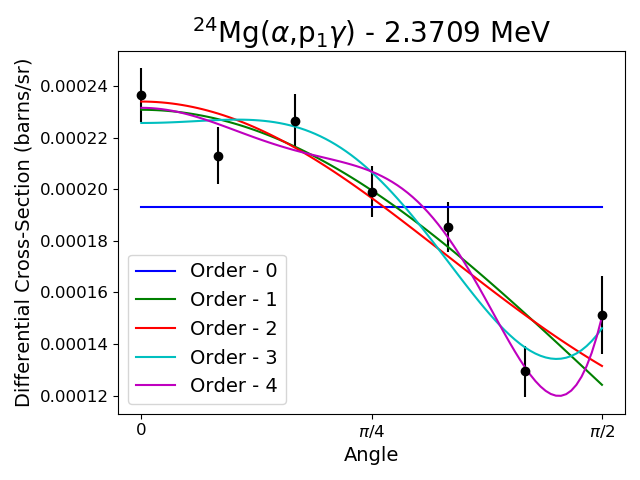 ²⁴Mg(α,p₁γ) - 2.3709 MeV
Differential Cross-Section (barns/sr)
0.00024
0.00022
0.00020
0.00018
0.00016
0.00014
0.00012
Order - 0
Order - 1
Order - 2
Order - 3
Order - 4
0 π/4 π/2
Angle